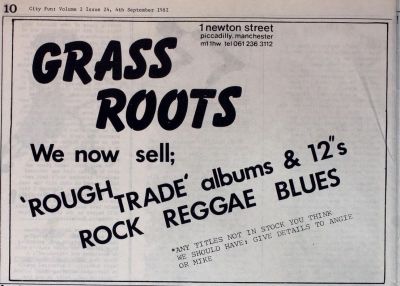 10 City Fun: Volume 2 Issue 24, 4th September 1981
1 newton street
piccadilly, manchester
m1 1hw tel 061 236 3112
GRASS
ROOTS
We now sell;
'ROUGH TRADE' albums & 12"s
ROCK REGGAE BLUES
*ANY TITLES NOT IN STOCK YOU THINK
WE SHOULD HAVE: GIVE DETAILS TO ANGIE
OR MIKE